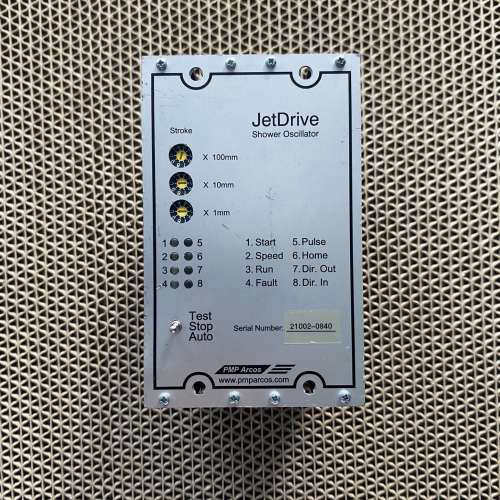 JetDrive
Shower Oscillator
Stroke
X 100mm
X 10mm
X 1mm
1 5 1. Start 5. Pulse
2 6 2. Speed 6. Home
3 7 3. Run 7. Dir. Out
4 8 4. Fault 8. Dir. In
Test
Stop
Auto
Serial Number: 21002-0840
PMP Arcos
www.pmparcos.com